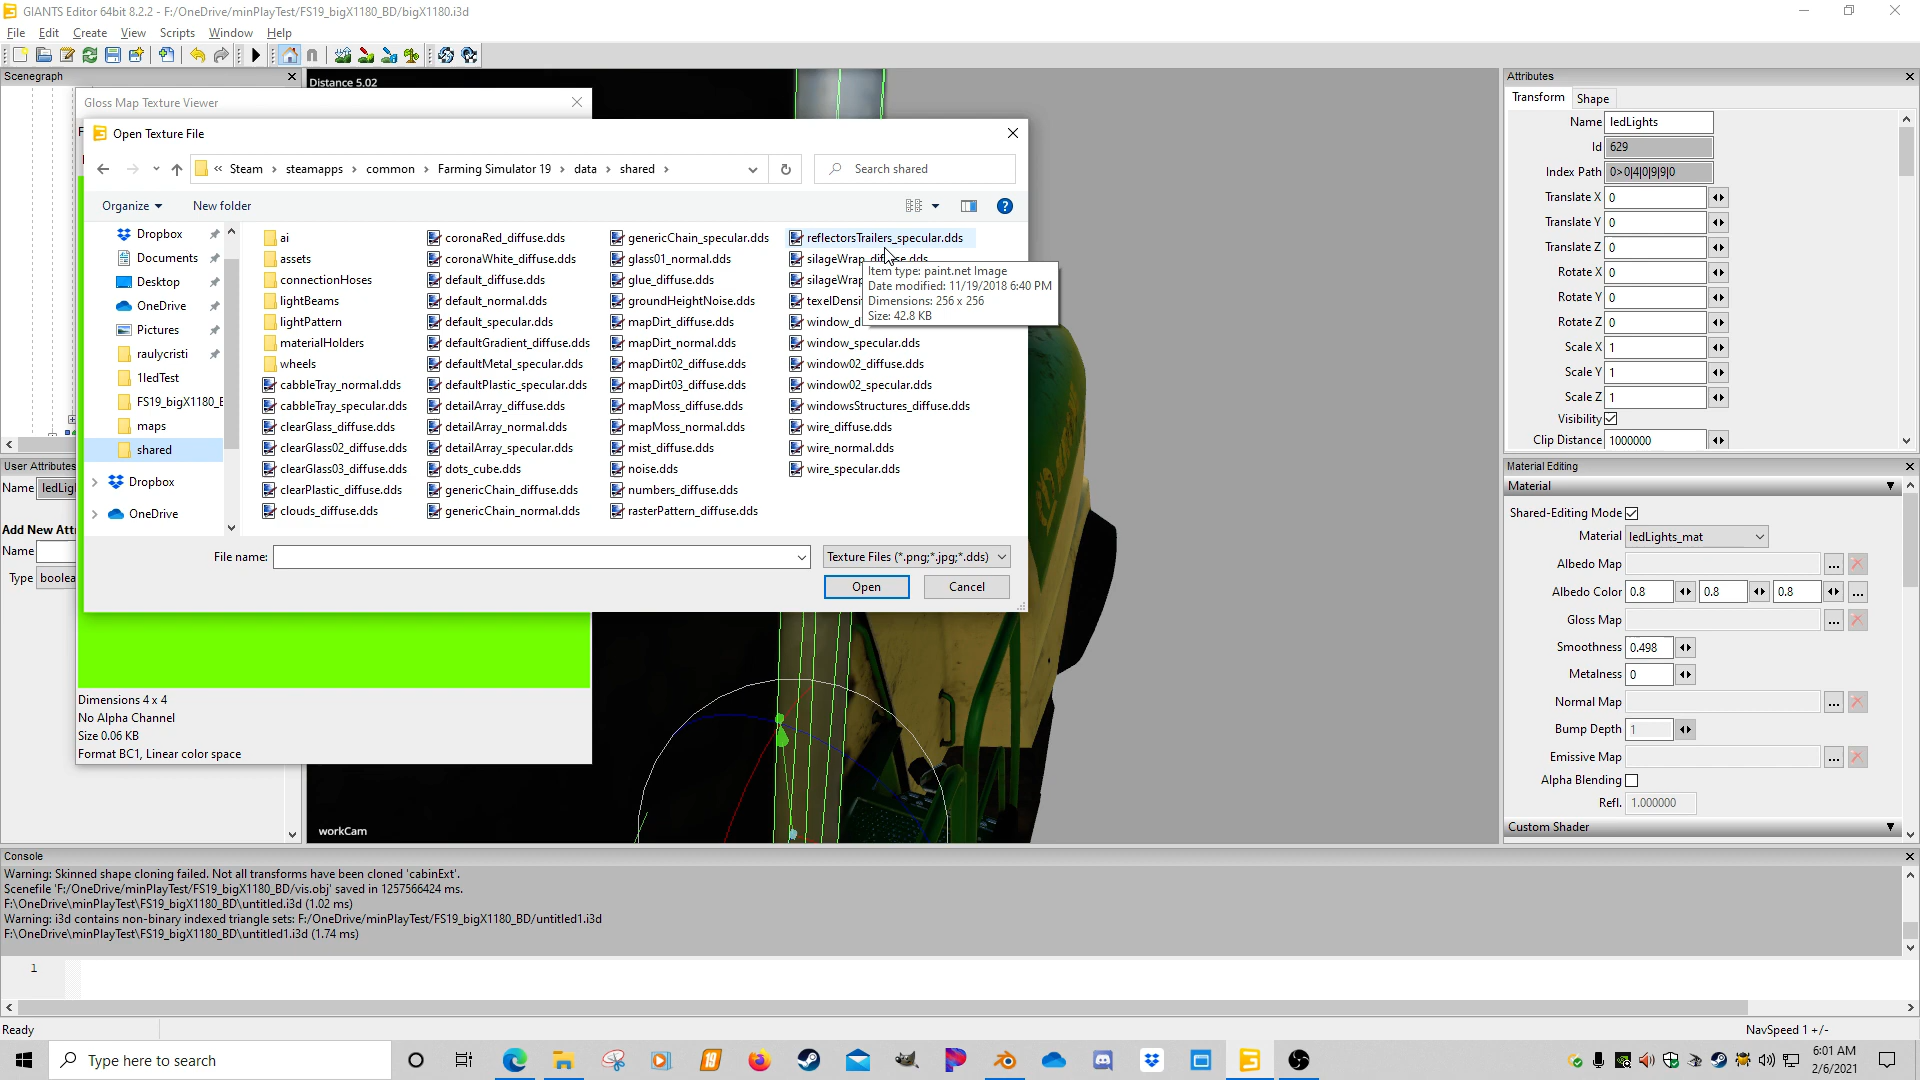 GIANTS Editor 64bit 8.2.2 - F:/OneDrive/minPlayTest/FS19_bigX1180_BD/bigX1180.i3d
File Edit Create View Scripts Window Help
Scenegraph
Distance 5.02
Gloss Map Texture Viewer
Open Texture File
« Steam › steamapps › common › Farming Simulator 19 › data › shared ›
Search shared
Organize New folder
Dropbox
Documents
Desktop
OneDrive
Pictures
raulycristi
1ledTest
FS19_bigX1180_E
maps
shared
Dropbox
OneDrive
ai
assets
connectionHoses
lightBeams
lightPattern
materialHolders
wheels
cabbleTray_normal.dds
cabbleTray_specular.dds
clearGlass_diffuse.dds
clearGlass02_diffuse.dds
clearGlass03_diffuse.dds
clearPlastic_diffuse.dds
clouds_diffuse.dds
coronaRed_diffuse.dds
coronaWhite_diffuse.dds
default_diffuse.dds
default_normal.dds
default_specular.dds
defaultGradient_diffuse.dds
defaultMetal_specular.dds
defaultPlastic_specular.dds
detailArray_diffuse.dds
detailArray_normal.dds
detailArray_specular.dds
dots_cube.dds
genericChain_diffuse.dds
genericChain_normal.dds
genericChain_specular.dds
glass01_normal.dds
glue_diffuse.dds
groundHeightNoise.dds
mapDirt_diffuse.dds
mapDirt_normal.dds
mapDirt02_diffuse.dds
mapDirt03_diffuse.dds
mapMoss_diffuse.dds
mapMoss_normal.dds
mist_diffuse.dds
noise.dds
numbers_diffuse.dds
rasterPattern_diffuse.dds
reflectorsTrailers_specular.dds
silageWrap_diffuse.dds
silageWrap
texelDensi
window_d
window_specular.dds
window02_diffuse.dds
window02_specular.dds
windowsStructures_diffuse.dds
wire_diffuse.dds
wire_normal.dds
wire_specular.dds
Item type: paint.net Image
Date modified: 11/19/2018 6:40 PM
Dimensions: 256 x 256
Size: 42.8 KB
File name:
Texture Files (*.png;*.jpg;*.dds)
Open Cancel
User Attributes
Name ledLigh
Add New Att
Name
Type boolea
Dimensions 4 x 4
No Alpha Channel
Size 0.06 KB
Format BC1, Linear color space
workCam
Attributes
Transform Shape
Name ledLights
Id 629
Index Path 0>0|4|0|9|9|0
Translate X 0
Translate Y 0
Translate Z 0
Rotate X 0
Rotate Y 0
Rotate Z 0
Scale X 1
Scale Y 1
Scale Z 1
Visibility
Clip Distance 1000000
Material Editing
Material
Shared-Editing Mode
Material ledLights_mat
Albedo Map ...
Albedo Color 0.8 0.8 0.8 ...
Gloss Map ...
Smoothness 0.498
Metalness 0
Normal Map ...
Bump Depth 1
Emissive Map ...
Alpha Blending
Refl. 1.000000
Custom Shader
Console
Warning: Skinned shape cloning failed. Not all transforms have been cloned 'cabinExt'.
Scenefile 'F:/OneDrive/minPlayTest/FS19_bigX1180_BD/vis.obj' saved in 1257566424 ms.
F:\OneDrive\minPlayTest\FS19_bigX1180_BD\untitled.i3d (1.02 ms)
Warning: i3d contains non-binary indexed triangle sets: F:/OneDrive/minPlayTest/FS19_bigX1180_BD/untitled1.i3d
F:\OneDrive\minPlayTest\FS19_bigX1180_BD\untitled1.i3d (1.74 ms)
1
Ready
NavSpeed 1 +/-
Type here to search
19
6:01 AM
2/6/2021